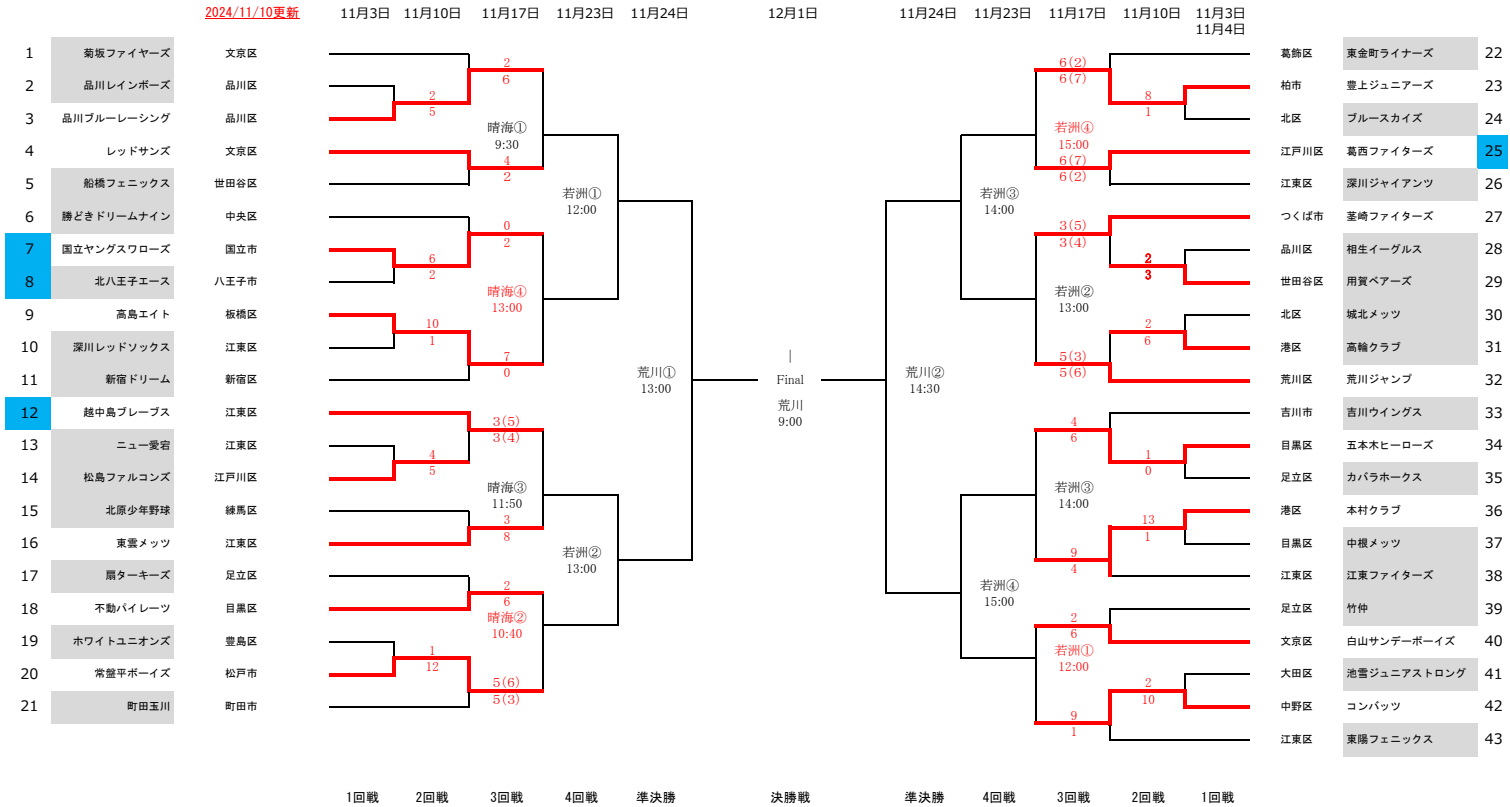 2024/11/10更新
11月3日 11月10日 11月17日 11月23日 11月24日 12月1日 11月24日 11月23日 11月17日 11月10日 11月3日
11月4日
1 菊坂ファイヤーズ 文京区
2 品川レインボーズ 品川区
3 品川ブルーレーシング 品川区
4 レッドサンズ 文京区
5 船橋フェニックス 世田谷区
6 勝どきドリームナイン 中央区
7 国立ヤングスワローズ 国立市
8 北八王子エース 八王子市
9 高島エイト 板橋区
10 深川レッドソックス 江東区
11 新宿ドリーム 新宿区
12 越中島ブレーブス 江東区
13 ニュー愛宕 江東区
14 松島ファルコンズ 江戸川区
15 北原少年野球 練馬区
16 東雲メッツ 江東区
17 扇ターキーズ 足立区
18 不動パイレーツ 目黒区
19 ホワイトユニオンズ 豊島区
20 常盤平ボーイズ 松戸市
21 町田玉川 町田市
2
5
6
2
10
1
4
5
1
12
2
6
4
2
0
2
7
0
3(5)
3(4)
3
8
2
6
5(6)
5(3)
晴海①
9:30
晴海④
13:00
晴海③
11:50
晴海②
10:40
若洲①
12:00
若洲②
13:00
荒川①
13:00
|
Final
荒川
9:00
荒川②
14:30
若洲③
14:00
若洲④
15:00
若洲④
15:00
若洲②
13:00
若洲③
14:00
若洲①
12:00
6(2)
6(7)
6(7)
6(2)
3(5)
3(4)
5(3)
5(6)
4
6
9
4
2
6
9
1
8
1
2
3
2
6
1
0
13
1
2
10
葛飾区 東金町ライナーズ 22
柏市 豊上ジュニアーズ 23
北区 ブルースカイズ 24
江戸川区 葛西ファイターズ 25
江東区 深川ジャイアンツ 26
つくば市 茎崎ファイターズ 27
品川区 相生イーグルス 28
世田谷区 用賀ベアーズ 29
北区 城北メッツ 30
港区 高輪クラブ 31
荒川区 荒川ジャンプ 32
吉川市 吉川ウイングス 33
目黒区 五本木ヒーローズ 34
足立区 カバラホークス 35
港区 本村クラブ 36
目黒区 中根メッツ 37
江東区 江東ファイターズ 38
足立区 竹仲 39
文京区 白山サンデーボーイズ 40
大田区 池雪ジュニアストロング 41
中野区 コンバッツ 42
江東区 東陽フェニックス 43
1回戦 2回戦 3回戦 4回戦 準決勝 決勝戦 準決勝 4回戦 3回戦 2回戦 1回戦